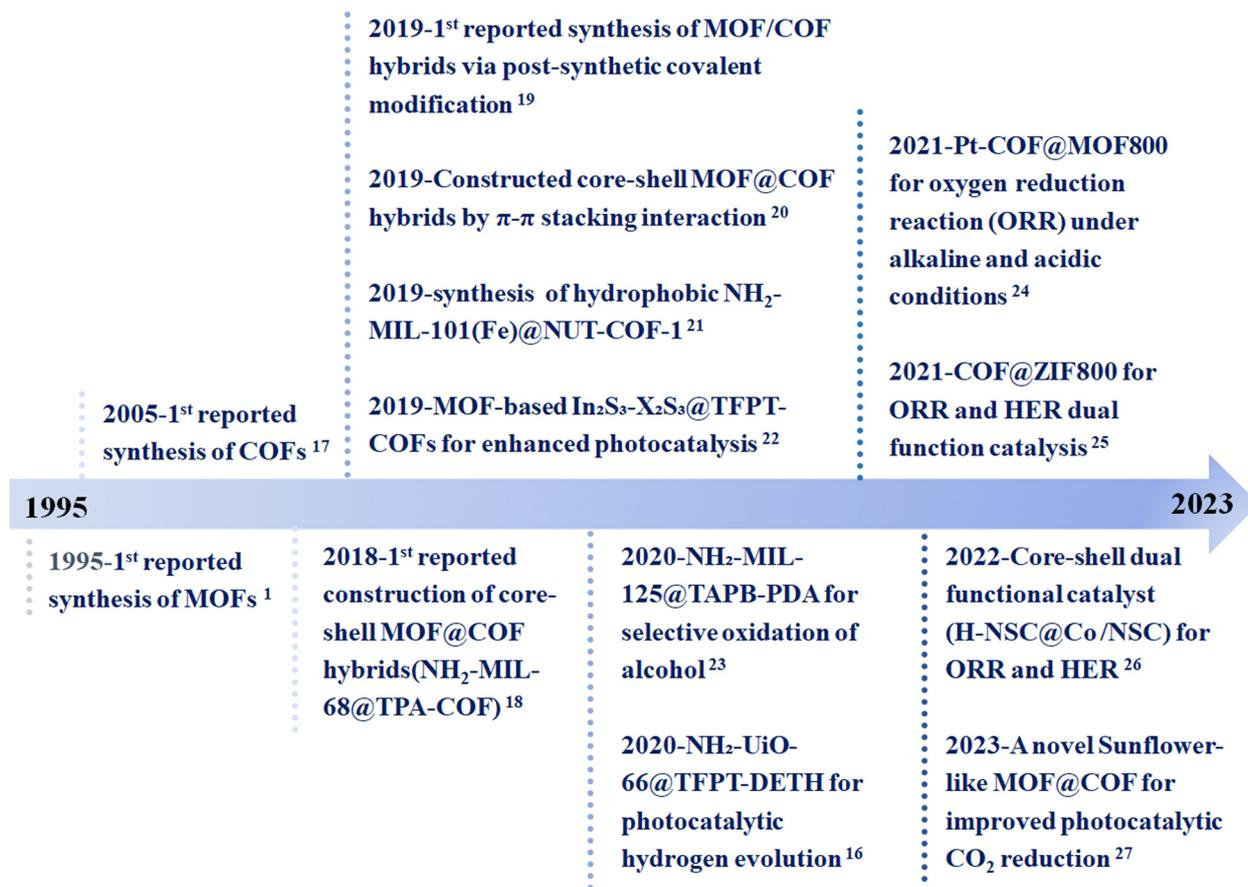 2019-1st reported synthesis of MOF/COF
hybrids via post-synthetic covalent
modification 19
2019-Constructed core-shell MOF@COF
hybrids by π-π stacking interaction 20
2019-synthesis of hydrophobic NH₂-
MIL-101(Fe)@NUT-COF-1 21
2019-MOF-based In₂S₃-X₂S₃@TFPT-
COFs for enhanced photocatalysis 22
2021-Pt-COF@MOF800
for oxygen reduction
reaction (ORR) under
alkaline and acidic
conditions 24
2021-COF@ZIF800 for
ORR and HER dual
function catalysis 25
2005-1st reported
synthesis of COFs 17
1995
2023
1995-1st reported
synthesis of MOFs 1
2018-1st reported
construction of core-
shell MOF@COF
hybrids(NH₂-MIL-
68@TPA-COF) 18
2020-NH₂-MIL-
125@TAPB-PDA for
selective oxidation of
alcohol 23
2020-NH₂-UiO-
66@TFPT-DETH for
photocatalytic
hydrogen evolution 16
2022-Core-shell dual
functional catalyst
(H-NSC@Co/NSC) for
ORR and HER 26
2023-A novel Sunflower-
like MOF@COF for
improved photocatalytic
CO₂ reduction 27